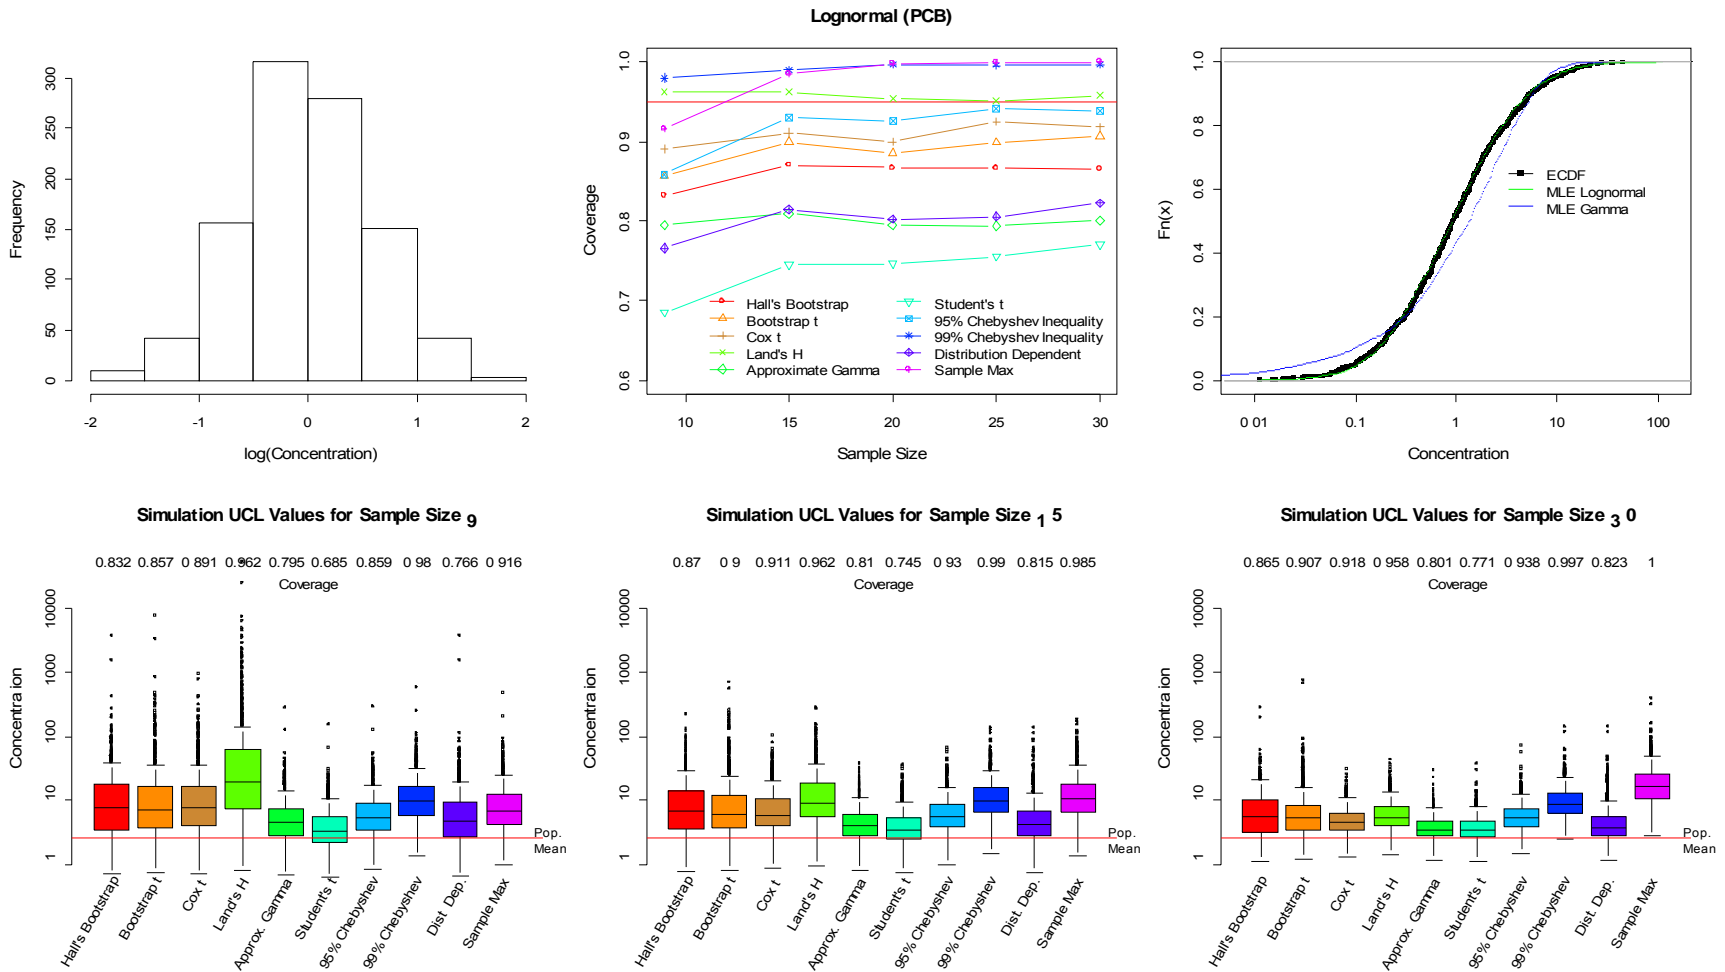 Lognormal (PCB)
Frequency
0
50
100
150
200
250
300
-2
-1
0
1
2
log(Concentration)
Coverage
0.6
0.7
0.8
0.9
1.0
Hall's Bootstrap
Bootstrap t
Cox t
Land's H
Approximate Gamma
Student's t
95% Chebyshev Inequality
99% Chebyshev Inequality
Distribution Dependent
Sample Max
10
15
20
25
30
Sample Size
Fn(x)
0.0
0.2
0.4
0.6
0.8
1.0
ECDF
MLE Lognormal
MLE Gamma
0 01
0.1
1
10
100
Concentration
Simulation UCL Values for Sample Size 9
0.832 0.857 0 891 0.962 0.795 0.685 0.859 0 98 0.766 0 916
Coverage
Concentra ion
1
10
100
1000
10000
Pop.
Mean
Hall's Bootstrap
Bootstrap t
Cox t
Land's H
Approx. Gamma
Student's t
95% Chebyshev
99% Chebyshev
Dist. Dep.
Sample Max
Simulation UCL Values for Sample Size 1 5
0.87 0 9 0.911 0.962 0.81 0.745 0 93 0.99 0.815 0.985
Coverage
Concentra ion
1
10
100
1000
10000
Pop.
Mean
Hall's Bootstrap
Bootstrap t
Cox t
Land's H
Approx. Gamma
Student's t
95% Chebyshev
99% Chebyshev
Dist. Dep.
Sample Max
Simulation UCL Values for Sample Size 3 0
0.865 0.907 0.918 0 958 0.801 0.771 0 938 0.997 0.823 1
Coverage
Concentra ion
1
10
100
1000
10000
Pop.
Mean
Hall's Bootstrap
Bootstrap t
Cox t
Land's H
Approx. Gamma
Student's t
95% Chebyshev
99% Chebyshev
Dist. Dep.
Sample Max